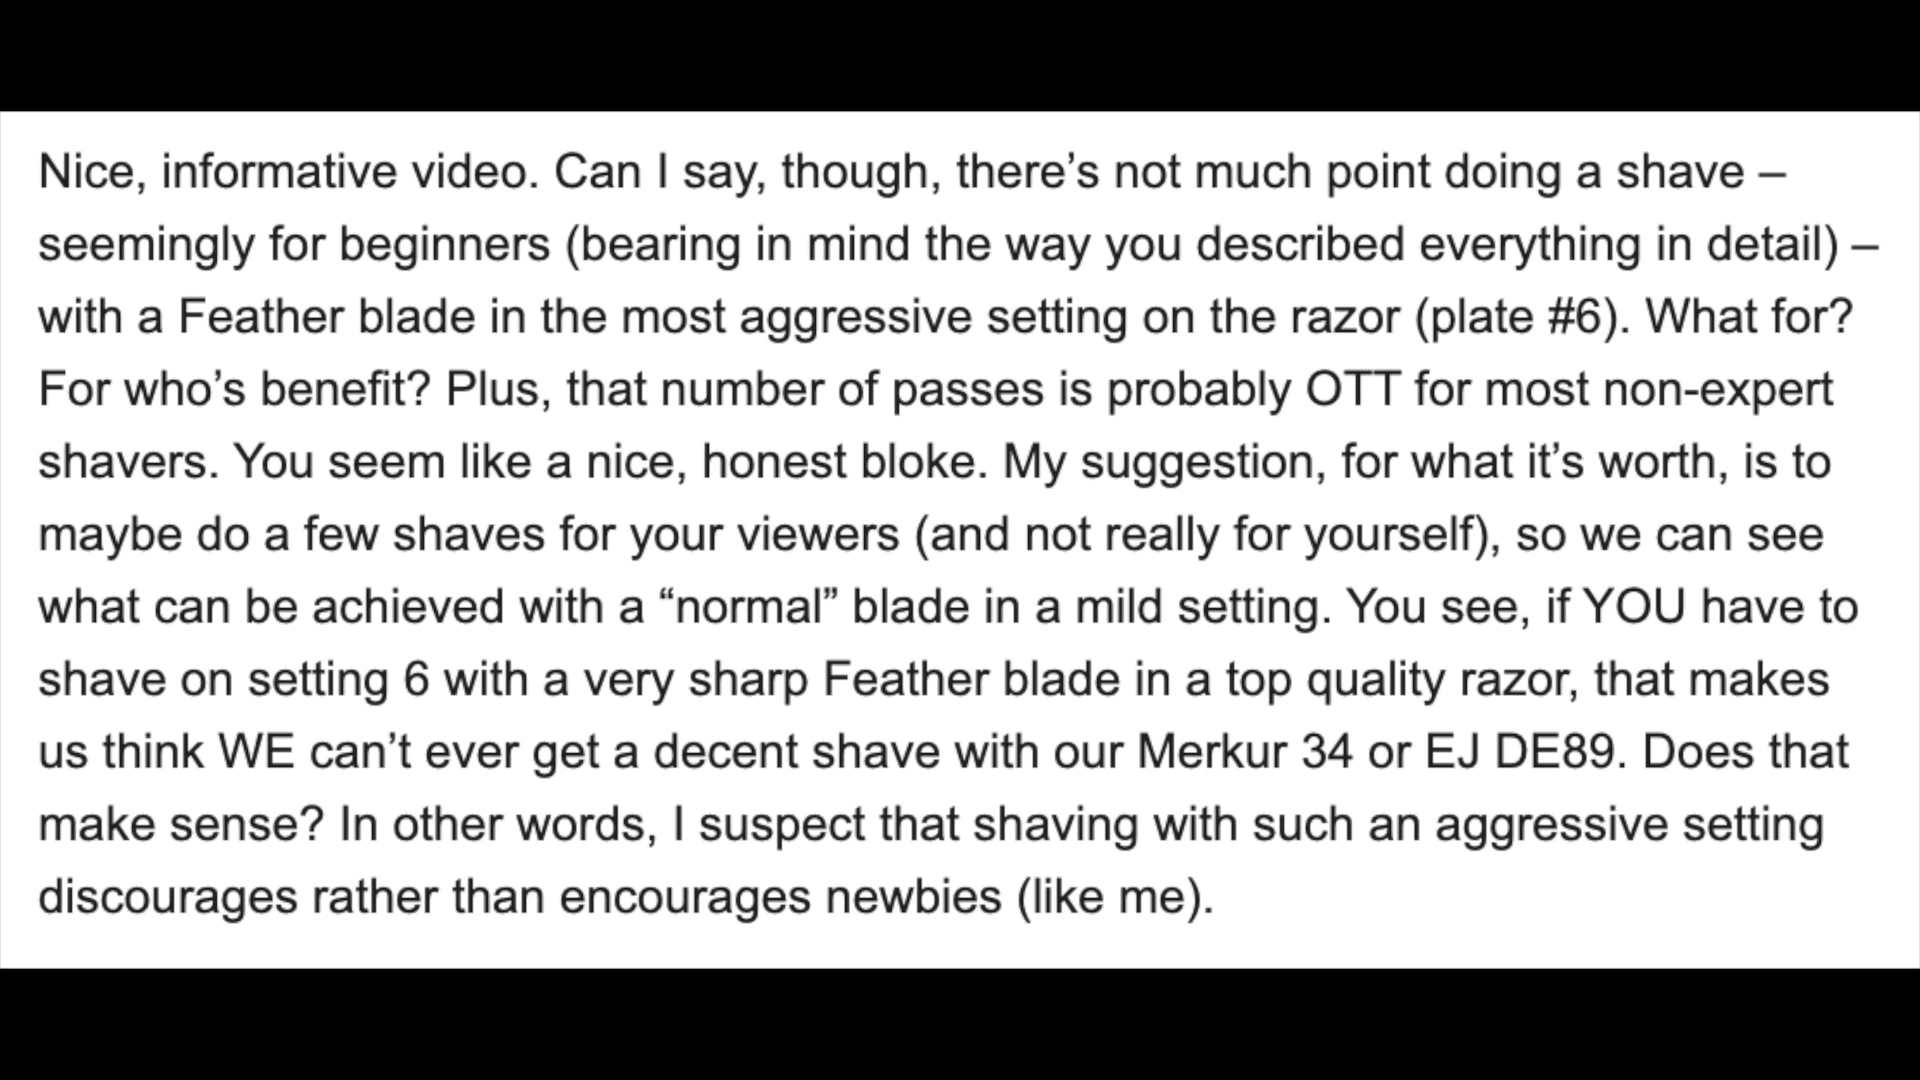 Nice, informative video. Can I say, though, there’s not much point doing a shave –
seemingly for beginners (bearing in mind the way you described everything in detail) –
with a Feather blade in the most aggressive setting on the razor (plate #6). What for?
For who’s benefit? Plus, that number of passes is probably OTT for most non-expert
shavers. You seem like a nice, honest bloke. My suggestion, for what it’s worth, is to
maybe do a few shaves for your viewers (and not really for yourself), so we can see
what can be achieved with a “normal” blade in a mild setting. You see, if YOU have to
shave on setting 6 with a very sharp Feather blade in a top quality razor, that makes
us think WE can’t ever get a decent shave with our Merkur 34 or EJ DE89. Does that
make sense? In other words, I suspect that shaving with such an aggressive setting
discourages rather than encourages newbies (like me).